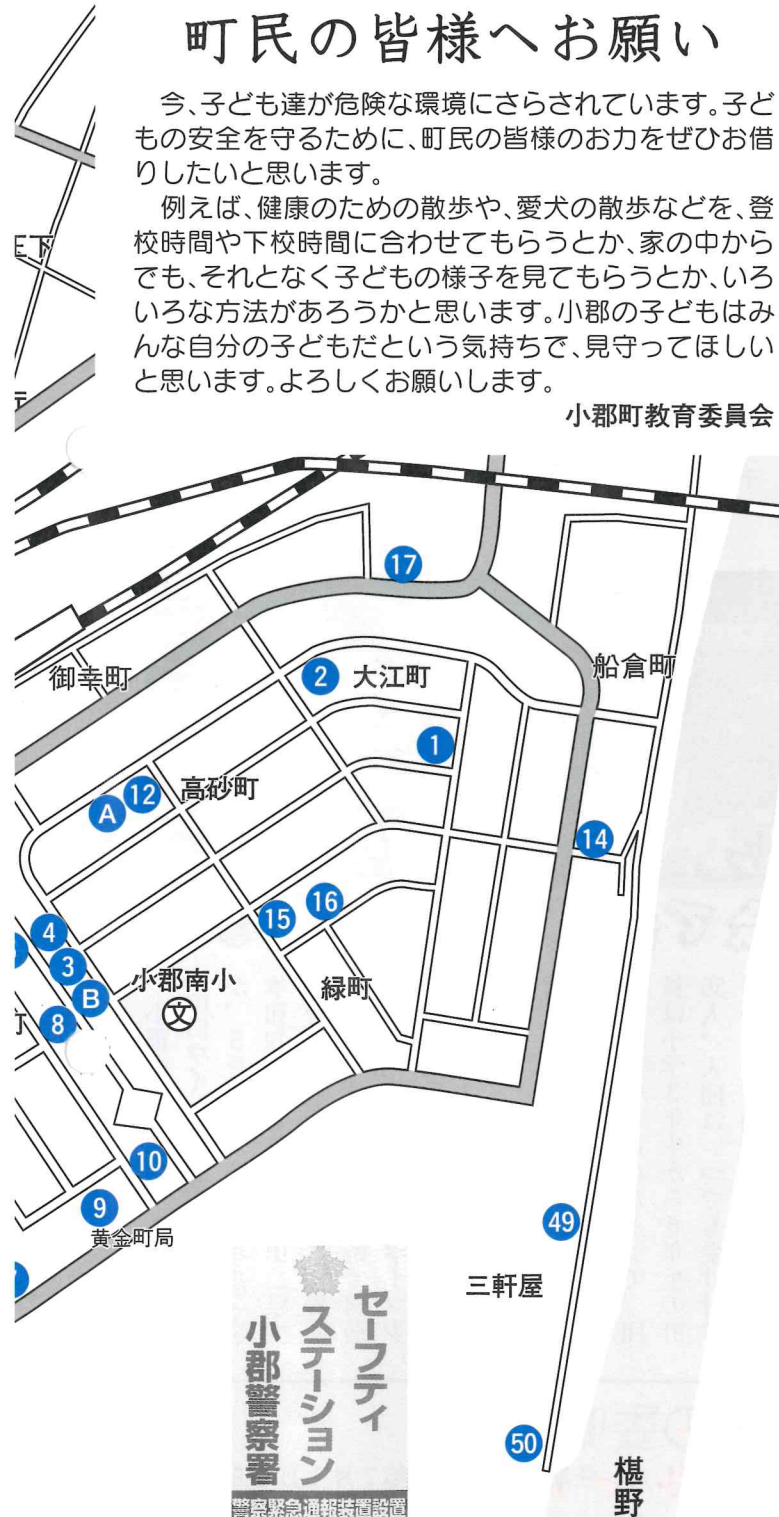 町民の皆様へお願い
今、子ども達が危険な環境にさらされています。子ど
もの安全を守るために、町民の皆様のお力をぜひお借
りしたいと思います。
例えば、健康のための散歩や、愛犬の散歩などを、登
校時間や下校時間に合わせてもらうとか、家の中から
でも、それとなく子どもの様子を見てもらうとか、いろ
いろな方法があろうかと思います。小郡の子どもはみ
んな自分の子どもだという気持ちで、見守ってほしい
と思います。よろしくお願いします。
小郡町教育委員会
下
17
御幸町
2
大江町
船倉町
1
A
12
高砂町
14
15
16
4
3
B
8
小郡南小
文
緑町
町
10
9
黄金町局
49
三軒屋
50
椹野
セーフティ
ステーション
小郡警察署
警察緊急通報装置設置